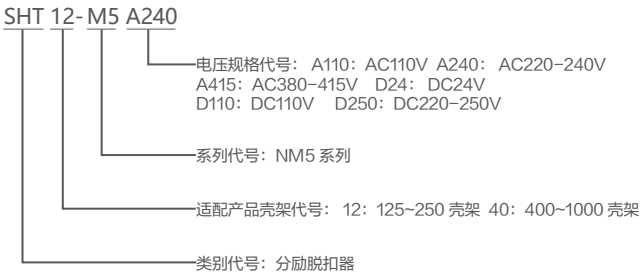 SHT 12-M5 A240
电压规格代号： A110：AC110V A240： AC220-240V
A415：AC380-415V D24：DC24V
D110：DC110V D250：DC220-250V
系列代号：NM5 系列
适配产品壳架代号： 12：125~250 壳架 40：400~1000 壳架
类别代号：分励脱扣器